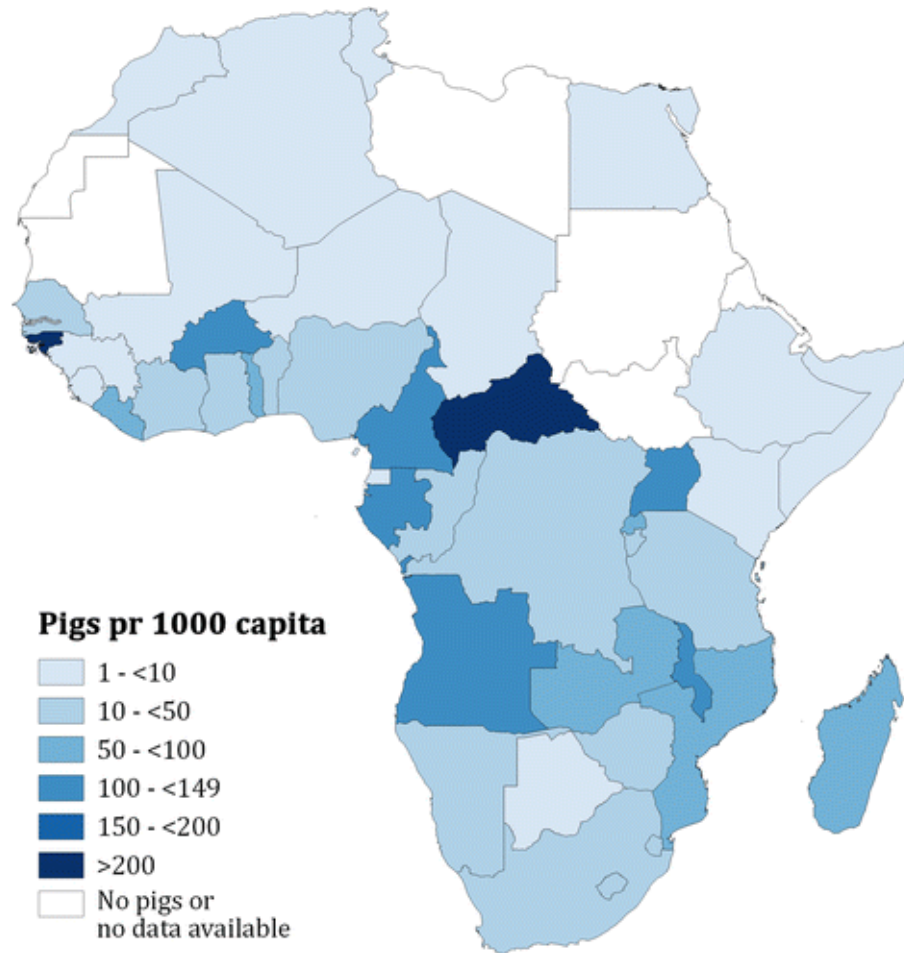 Pigs pr 1000 capita
1 - <10
10 - <50
50 - <100
100 - <149
150 - <200
>200
No pigs or
no data available